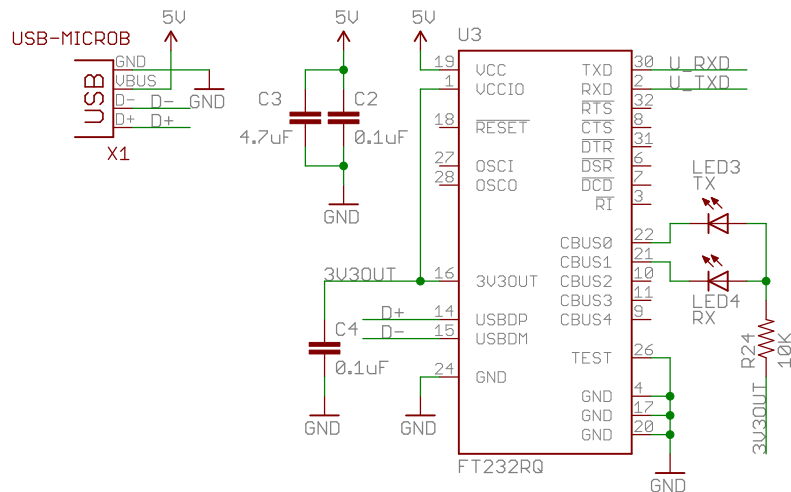 5V
5V
5V
USB-MICROB
U3
USB
GND
VBUS
D-
D-
D+
D+
GND
X1
C3
4.7uF
C2
0.1uF
GND
19
VCC
1
VCCIO
18
RESET
27
OSCI
28
OSCO
3V3OUT
16
3V3OUT
D+
14
USBDP
D-
15
USBDM
C4
0.1uF
24
GND
GND
GND
TXD
30
U_RXD
RXD
2
U_TXD
RTS
32
CTS
8
DTR
31
DSR
6
DCD
7
RI
3
CBUS0
22
CBUS1
21
CBUS2
10
CBUS3
11
CBUS4
9
TEST
26
GND
4
GND
17
GND
20
LED3
TX
LED4
RX
R24
10K
3V3OUT
FT232RQ
GND